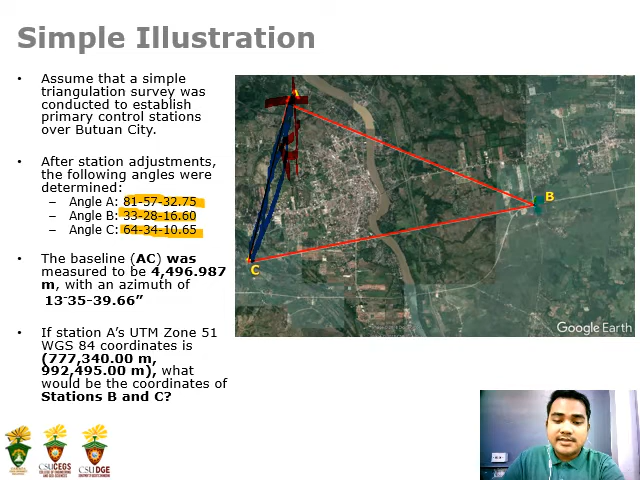 Simple Illustration
• Assume that a simple
triangulation survey was
conducted to establish
primary control stations
over Butuan City.
• After station adjustments,
the following angles were
determined:
– Angle A: 81-57-32.75
– Angle B: 33-28-16.60
– Angle C: 64-34-10.65
• The baseline (AC) was
measured to be 4,496.987
m, with an azimuth of
13-35-39.66”
• If station A’s UTM Zone 51
WGS 84 coordinates is
(777,340.00 m,
992,495.00 m), what
would be the coordinates of
Stations B and C?
A
B
C
Google Earth
CSUCEGS
CSUDGE